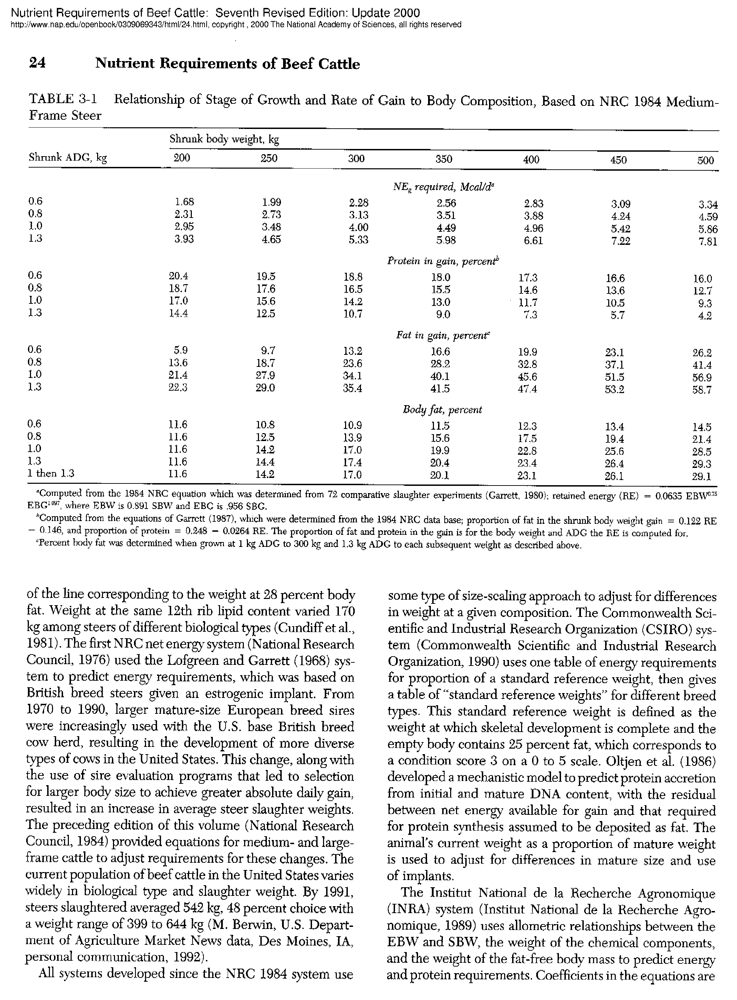 Nutrient Requirements of Beef Cattle: Seventh Revised Edition: Update 2000
http://www.nap.edu/openbook/0309069343/html/24.html, copyright , 2000 The National Academy of Sciences, all rights reserved
24 Nutrient Requirements of Beef Cattle
TABLE 3-1 Relationship of Stage of Growth and Rate of Gain to Body Composition, Based on NRC 1984 Medium-
Frame Steer
Shrunk body weight, kg
Shrunk ADG, kg 200 250 300 350 400 450 500
NEg required, Mcal/dᵃ
0.6 1.68 1.99 2.28 2.56 2.83 3.09 3.34
0.8 2.31 2.73 3.13 3.51 3.88 4.24 4.59
1.0 2.95 3.48 4.00 4.49 4.96 5.42 5.86
1.3 3.93 4.65 5.33 5.98 6.61 7.22 7.81
Protein in gain, percentᵇ
0.6 20.4 19.5 18.8 18.0 17.3 16.6 16.0
0.8 18.7 17.6 16.5 15.5 14.6 13.6 12.7
1.0 17.0 15.6 14.2 13.0 11.7 10.5 9.3
1.3 14.4 12.5 10.7 9.0 7.3 5.7 4.2
Fat in gain, percentᶜ
0.6 5.9 9.7 13.2 16.6 19.9 23.1 26.2
0.8 13.6 18.7 23.6 28.2 32.8 37.1 41.4
1.0 21.4 27.9 34.1 40.1 45.6 51.5 56.9
1.3 22.3 29.0 35.4 41.5 47.4 53.2 58.7
Body fat, percent
0.6 11.6 10.8 10.9 11.5 12.3 13.4 14.5
0.8 11.6 12.5 13.9 15.6 17.5 19.4 21.4
1.0 11.6 14.2 17.0 19.9 22.8 25.6 28.5
1.3 11.6 14.4 17.4 20.4 23.4 26.4 29.3
1 then 1.3 11.6 14.2 17.0 20.1 23.1 26.1 29.1
ᵃComputed from the 1984 NRC equation which was determined from 72 comparative slaughter experiments (Garrett, 1980); retained energy (RE) = 0.0635 EBW⁰·⁷⁵
EBG¹·⁰⁹⁷, where EBW is 0.891 SBW and EBG is .956 SBG.
ᵇComputed from the equations of Garrett (1987), which were determined from the 1984 NRC data base; proportion of fat in the shrunk body weight gain = 0.122 RE
− 0.146, and proportion of protein = 0.248 − 0.0264 RE. The proportion of fat and protein in the gain is for the body weight and ADG the RE is computed for.
ᶜPercent body fat was determined when grown at 1 kg ADG to 300 kg and 1.3 kg ADG to each subsequent weight as described above.
of the line corresponding to the weight at 28 percent body
fat. Weight at the same 12th rib lipid content varied 170
kg among steers of different biological types (Cundiff et al.,
1981). The first NRC net energy system (National Research
Council, 1976) used the Lofgreen and Garrett (1968) sys-
tem to predict energy requirements, which was based on
British breed steers given an estrogenic implant. From
1970 to 1990, larger mature-size European breed sires
were increasingly used with the U.S. base British breed
cow herd, resulting in the development of more diverse
types of cows in the United States. This change, along with
the use of sire evaluation programs that led to selection
for larger body size to achieve greater absolute daily gain,
resulted in an increase in average steer slaughter weights.
The preceding edition of this volume (National Research
Council, 1984) provided equations for medium- and large-
frame cattle to adjust requirements for these changes. The
current population of beef cattle in the United States varies
widely in biological type and slaughter weight. By 1991,
steers slaughtered averaged 542 kg, 48 percent choice with
a weight range of 399 to 644 kg (M. Berwin, U.S. Depart-
ment of Agriculture Market News data, Des Moines, IA,
personal communication, 1992).
All systems developed since the NRC 1984 system use
some type of size-scaling approach to adjust for differences
in weight at a given composition. The Commonwealth Sci-
entific and Industrial Research Organization (CSIRO) sys-
tem (Commonwealth Scientific and Industrial Research
Organization, 1990) uses one table of energy requirements
for proportion of a standard reference weight, then gives
a table of “standard reference weights” for different breed
types. This standard reference weight is defined as the
weight at which skeletal development is complete and the
empty body contains 25 percent fat, which corresponds to
a condition score 3 on a 0 to 5 scale. Oltjen et al. (1986)
developed a mechanistic model to predict protein accretion
from initial and mature DNA content, with the residual
between net energy available for gain and that required
for protein synthesis assumed to be deposited as fat. The
animal's current weight as a proportion of mature weight
is used to adjust for differences in mature size and use
of implants.
The Institut National de la Recherche Agronomique
(INRA) system (Institut National de la Recherche Agro-
nomique, 1989) uses allometric relationships between the
EBW and SBW, the weight of the chemical components,
and the weight of the fat-free body mass to predict energy
and protein requirements. Coefficients in the equations are